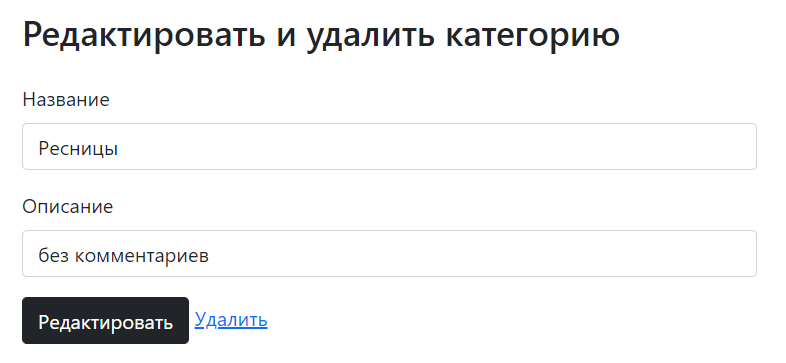 Редактировать и удалить категорию
Название
Ресницы
Описание
без комментариев
Редактировать Удалить